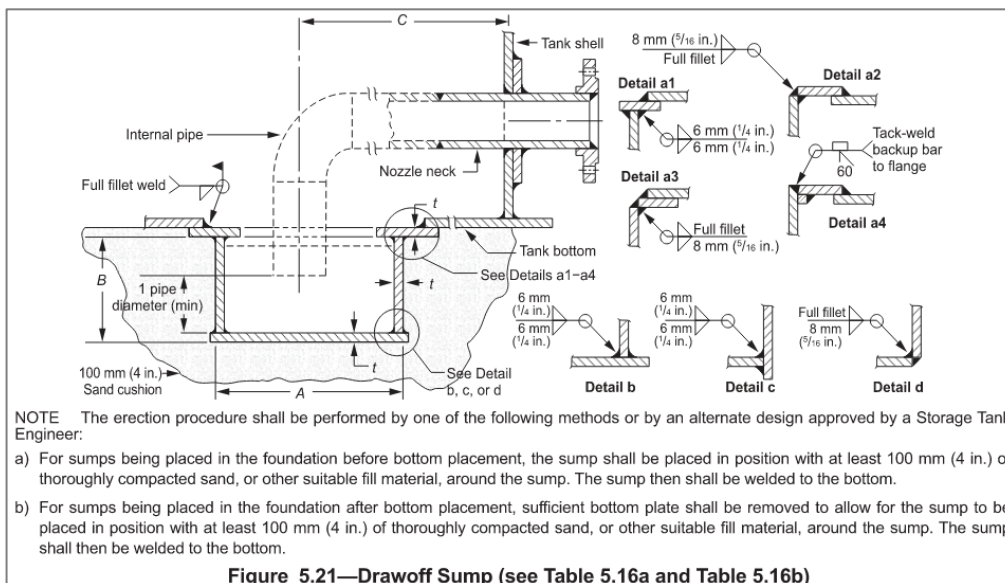 C
Tank shell
8 mm (5/16 in.)
Full fillet
Detail a1
Detail a2
Internal pipe
6 mm (1/4 in.)
6 mm (1/4 in.)
Tack-weld
backup bar
to flange
60
Nozzle neck
Detail a3
Full fillet weld
t
Full fillet
8 mm (5/16 in.)
Detail a4
Tank bottom
B
See Details a1–a4
1 pipe
diameter (min)
t
6 mm
(1/4 in.)
6 mm
(1/4 in.)
6 mm
(1/4 in.)
6 mm
(1/4 in.)
Full fillet
8 mm
(5/16 in.)
t
See Detail
b, c, or d
100 mm (4 in.)
Sand cushion
A
Detail b
Detail c
Detail d
NOTE The erection procedure shall be performed by one of the following methods or by an alternate design approved by a Storage Tank
Engineer:
a) For sumps being placed in the foundation before bottom placement, the sump shall be placed in position with at least 100 mm (4 in.) o
thoroughly compacted sand, or other suitable fill material, around the sump. The sump then shall be welded to the bottom.
b) For sumps being placed in the foundation after bottom placement, sufficient bottom plate shall be removed to allow for the sump to be
placed in position with at least 100 mm (4 in.) of thoroughly compacted sand, or other suitable fill material, around the sump. The sump
shall then be welded to the bottom.
Figure 5.21—Drawoff Sump (see Table 5.16a and Table 5.16b)